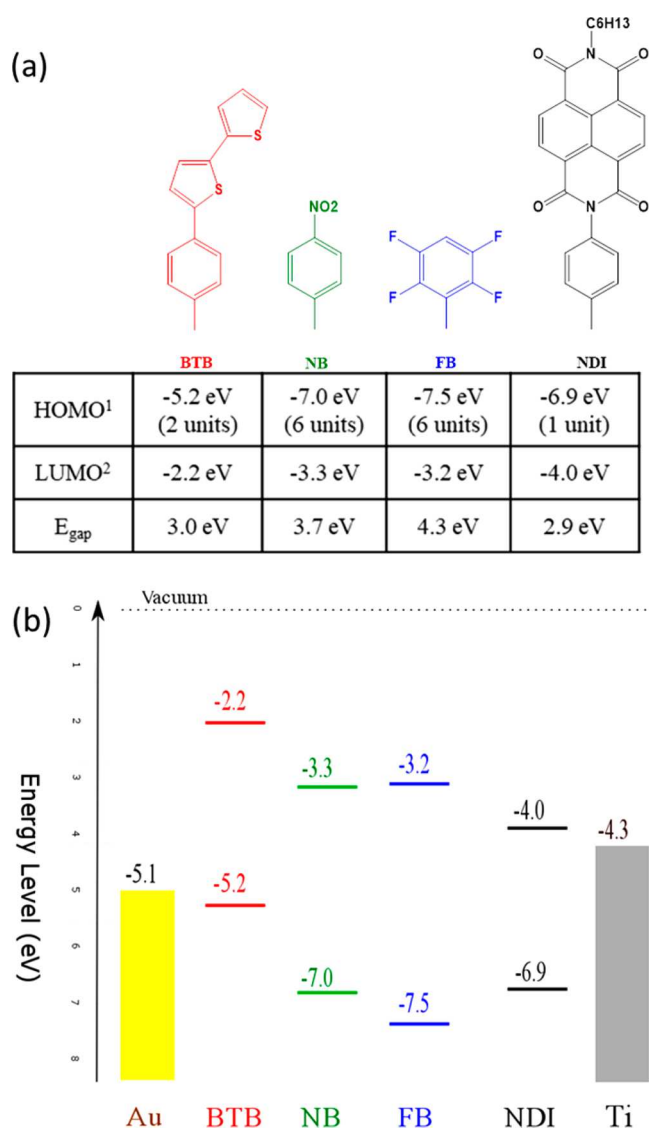 (a)
C6H13
O N O
S
S
NO2
F F
F F
O N O
BTB NB FB NDI
HOMO¹ -5.2 eV (2 units) -7.0 eV (6 units) -7.5 eV (6 units) -6.9 eV (1 unit)
LUMO² -2.2 eV -3.3 eV -3.2 eV -4.0 eV
Egap 3.0 eV 3.7 eV 4.3 eV 2.9 eV
(b)
Vacuum
0
1
2
3
4
5
6
7
8
Energy Level (eV)
-2.2
-3.3 -3.2
-4.0
-4.3
-5.1
-5.2
-7.0
-7.5
-6.9
Au BTB NB FB NDI Ti